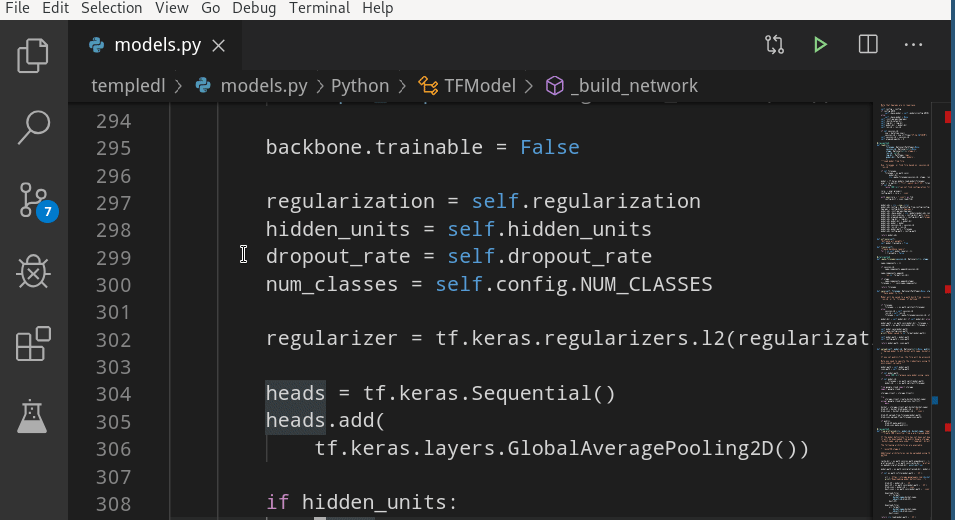 File Edit Selection View Go Debug Terminal Help
models.py
templedl > models.py > Python > TFModel > _build_network
294
295 backbone.trainable = False
296
297 regularization = self.regularization
298 hidden_units = self.hidden_units
299 dropout_rate = self.dropout_rate
300 num_classes = self.config.NUM_CLASSES
301
302 regularizer = tf.keras.regularizers.l2(regularizat
303
304 heads = tf.keras.Sequential()
305 heads.add(
306 tf.keras.layers.GlobalAveragePooling2D())
307
308 if hidden_units:
7